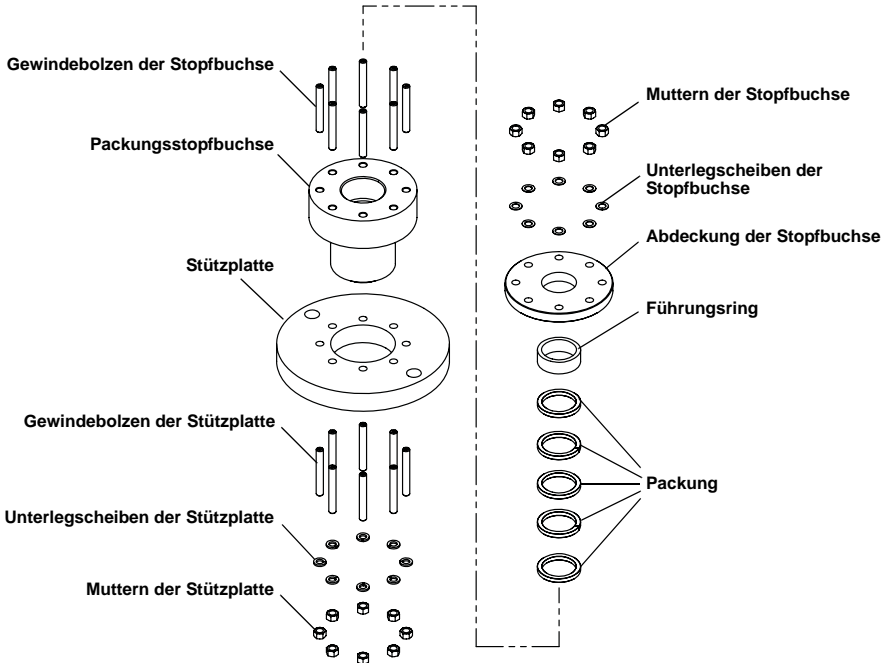 Gewindebolzen der Stopfbuchse
Packungsstopfbuchse
Stützplatte
Gewindebolzen der Stützplatte
Unterlegscheiben der Stützplatte
Muttern der Stützplatte
Muttern der Stopfbuchse
Unterlegscheiben der
Stopfbuchse
Abdeckung der Stopfbuchse
Führungsring
Packung